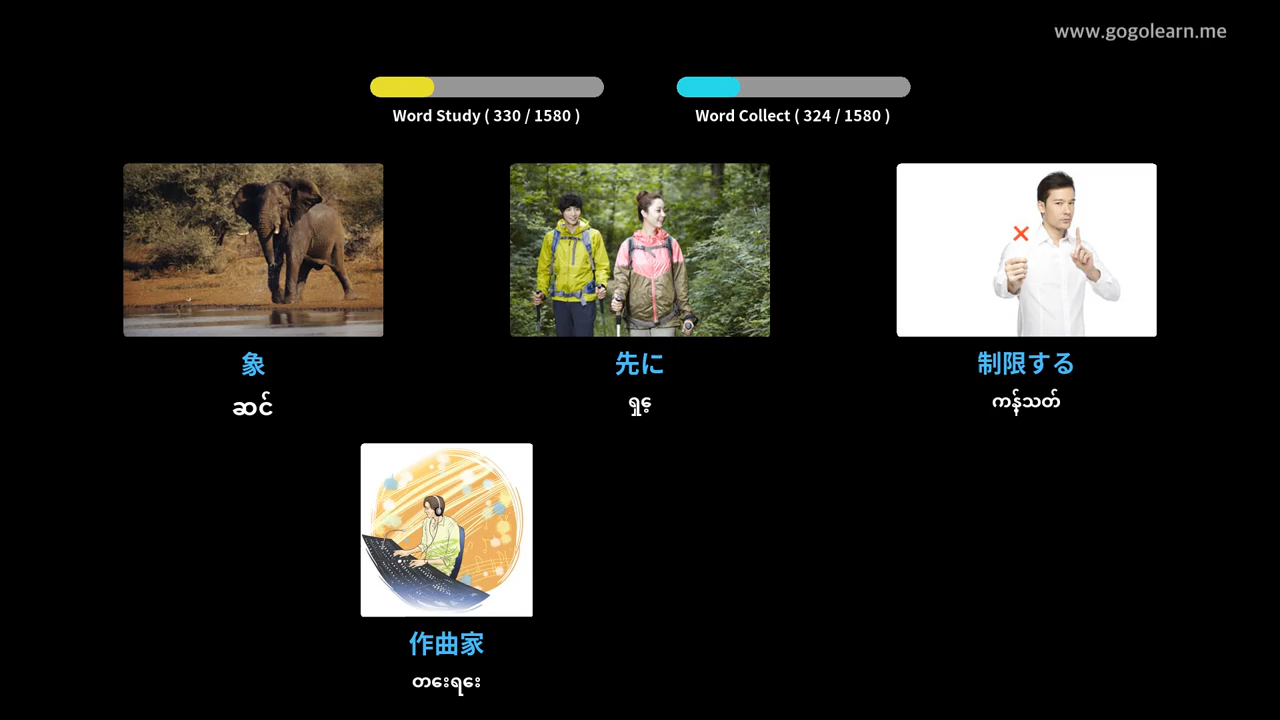 www.gogolearn.me
Word Study ( 330 / 1580 )
Word Collect ( 324 / 1580 )
象
ဆင်
先に
ရှေ့
制限する
ကန့်သတ်
作曲家
တေးရေး